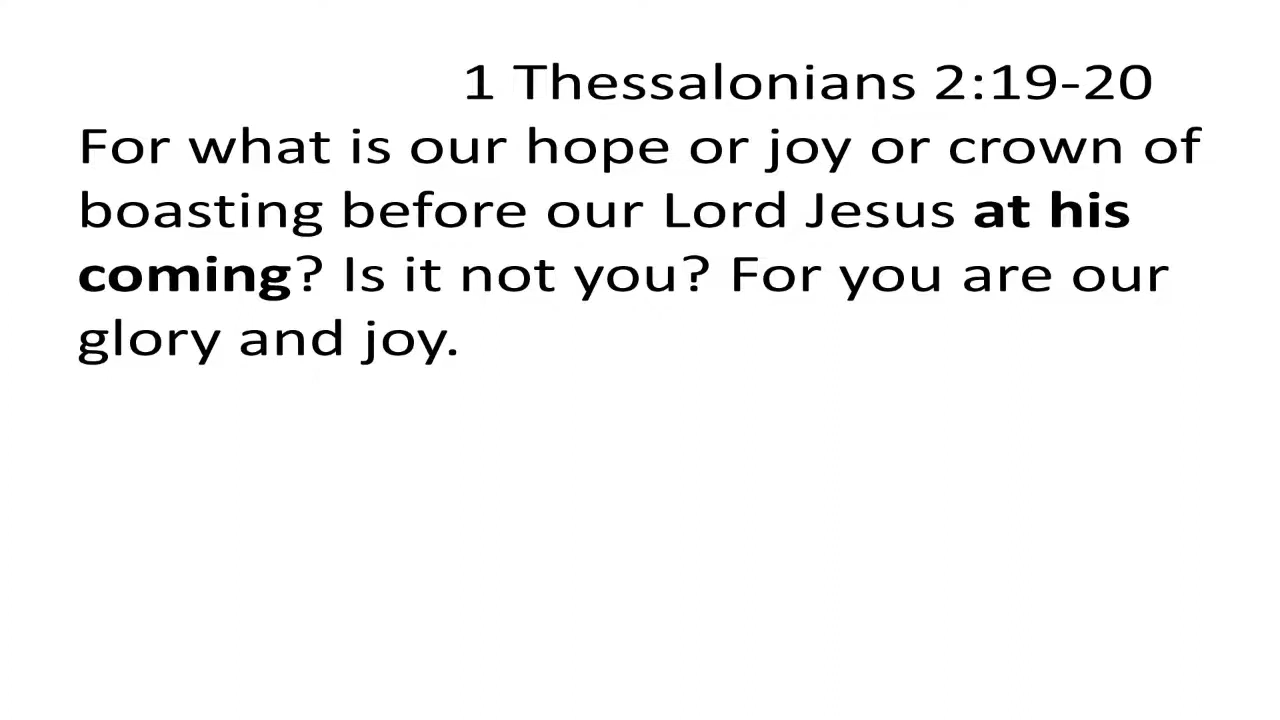 1 Thessalonians 2:19-20
For what is our hope or joy or crown of
boasting before our Lord Jesus at his
coming? Is it not you? For you are our
glory and joy.